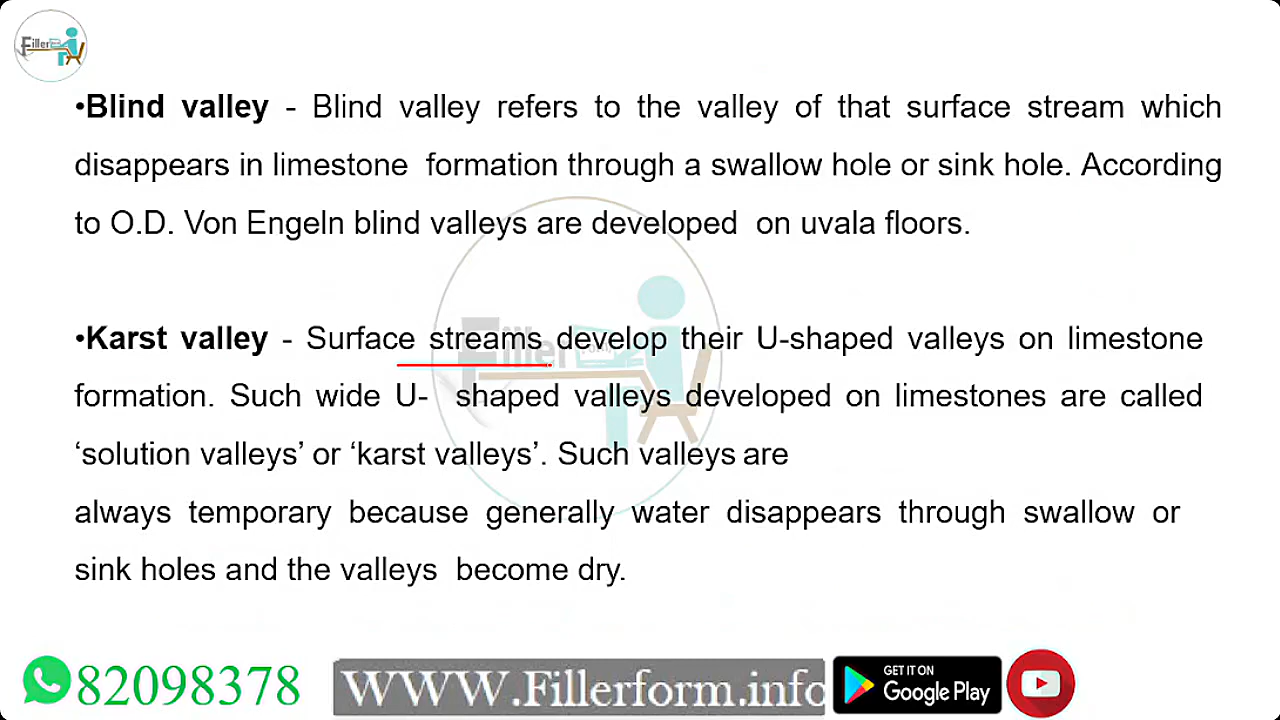 Filler
•Blind valley - Blind valley refers to the valley of that surface stream which
disappears in limestone formation through a swallow hole or sink hole. According
to O.D. Von Engeln blind valleys are developed on uvala floors.
•Karst valley - Surface streams develop their U-shaped valleys on limestone
formation. Such wide U- shaped valleys developed on limestones are called
‘solution valleys’ or ‘karst valleys’. Such valleys are
always temporary because generally water disappears through swallow or
sink holes and the valleys become dry.
82098378
WWW.Fillerform.info
GET IT ON
Google Play